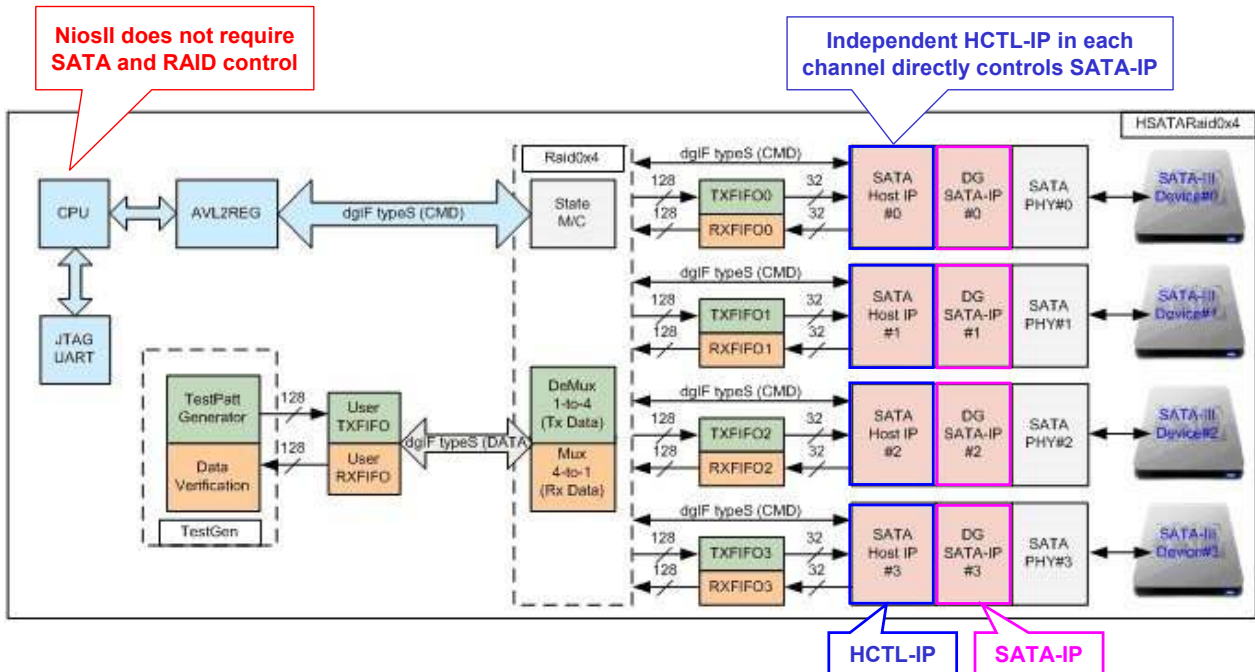 NiosII does not require
SATA and RAID control
Independent HCTL-IP in each
channel directly controls SATA-IP
HSATARaid0x4
CPU
AVL2REG
dgIF typeS (CMD)
Raid0x4
State
M/C
JTAG
UART
TestPatt
Generator
Data
Verification
TestGen
128
128
User
TXFIFO
User
RXFIFO
dgIF typeS (DATA)
DeMux
1-to-4
(Tx Data)
Mux
4-to-1
(Rx Data)
dgIF typeS (CMD)
128
TXFIFO0
32
128
RXFIFO0
32
SATA
Host IP
#0
DG
SATA-IP
#0
SATA
PHY#0
SATA-III
Device#0
dgIF typeS (CMD)
128
TXFIFO1
32
128
RXFIFO1
32
SATA
Host IP
#1
DG
SATA-IP
#1
SATA
PHY#1
SATA-III
Device#1
dgIF typeS (CMD)
128
TXFIFO2
32
128
RXFIFO2
32
SATA
Host IP
#2
DG
SATA-IP
#2
SATA
PHY#2
SATA-III
Device#2
dgIF typeS (CMD)
128
TXFIFO3
32
128
RXFIFO3
32
SATA
Host IP
#3
DG
SATA-IP
#3
SATA
PHY#3
SATA-III
Device#3
HCTL-IP
SATA-IP